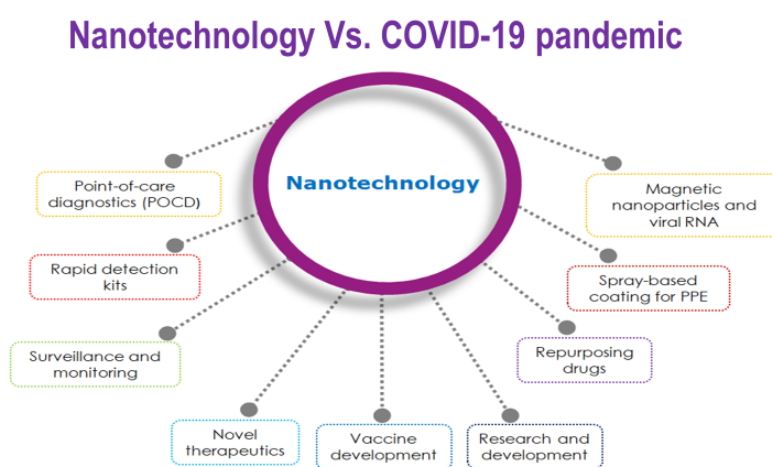 Nanotechnology Vs. COVID-19 pandemic
Nanotechnology
Point-of-care
diagnostics (POCD)
Rapid detection
kits
Surveillance and
monitoring
Novel
therapeutics
Vaccine
development
Research and
development
Repurposing
drugs
Spray-based
coating for PPE
Magnetic
nanoparticles and
viral RNA